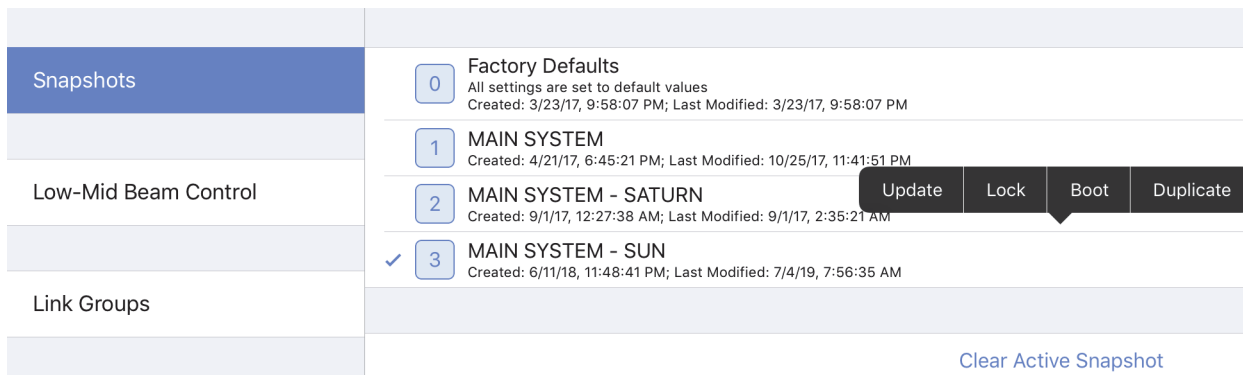 Snapshots
Low-Mid Beam Control
Link Groups
0
Factory Defaults
All settings are set to default values
Created: 3/23/17, 9:58:07 PM; Last Modified: 3/23/17, 9:58:07 PM
1
MAIN SYSTEM
Created: 4/21/17, 6:45:21 PM; Last Modified: 10/25/17, 11:41:51 PM
Update Lock Boot Duplicate
2
MAIN SYSTEM - SATURN
Created: 9/1/17, 12:27:38 AM; Last Modified: 9/1/17, 2:35:21 AM
3
MAIN SYSTEM - SUN
Created: 6/11/18, 11:48:41 PM; Last Modified: 7/4/19, 7:56:35 AM
Clear Active Snapshot